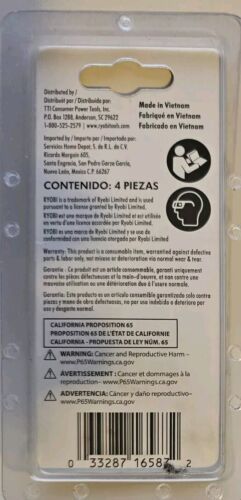 Distributed by /
Distribué par / Distribuido por:
TTI Consumer Power Tools, Inc.
P.O. Box 1288, Anderson, SC 29622
1-800-525-2579 | www.ryobitools.com
Made in Vietnam
Fabriqué en Vietnam
Fabricado en Vietnam
Imported by / Importé par / Importado por:
Servicios Home Depot, S. de R.L. de C.V.
Ricardo Margain 605,
Santa Engracia, San Pedro Garza García,
Nuevo León, Mexico C.P. 66267
CONTENIDO: 4 PIEZAS
RYOBI is a trademark of Ryobi Limited and is used
pursuant to a license granted by Ryobi Limited.
RYOBI est une marque de Ryobi Limited et est utilisée
en vertu d'une licence accordée par Ryobi Limited.
RYOBI es una marca de Ryobi Limited y se usa de
conformidad con una licencia otorgada por Ryobi Limited.
Warranty: This product is a consumable item, warranted against defective
parts & labor only, not misuse or deterioration via normal wear & tear.
Garantie : Ce produit est un article consommable, garanti uniquement
contre les pièces défectueuses et la main-d'œuvre, et non contre
une mauvaise utilisation ou une détérioration due à l'usure normale.
Garantía: Este producto es un artículo consumible garantizado solo contra
piezas y mano de obra defectuosas, no por el mal uso o deterioro por uso
y desgaste normal.
CALIFORNIA PROPOSITION 65
PROPOSITION 65 DE L'ÉTAT DE CALIFORNIE
CALIFORNIA - PROPUESTA DE LEY NÚM. 65
WARNING: Cancer and Reproductive Harm –
www.P65Warnings.ca.gov
AVERTISSEMENT : Cancer et dommages à la
reproduction– www.P65Warnings.ca.gov
ADVERTENCIA: Cáncer y daño reproductivo–
www.P65Warnings.ca.gov
0 33287 16587 2